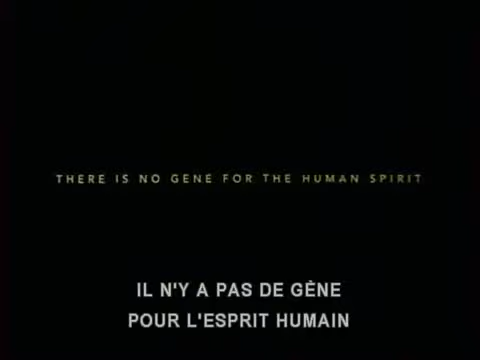 THERE IS NO GENE FOR THE HUMAN SPIRIT
IL N'Y A PAS DE GÊNE
POUR L'ESPRIT HUMAIN